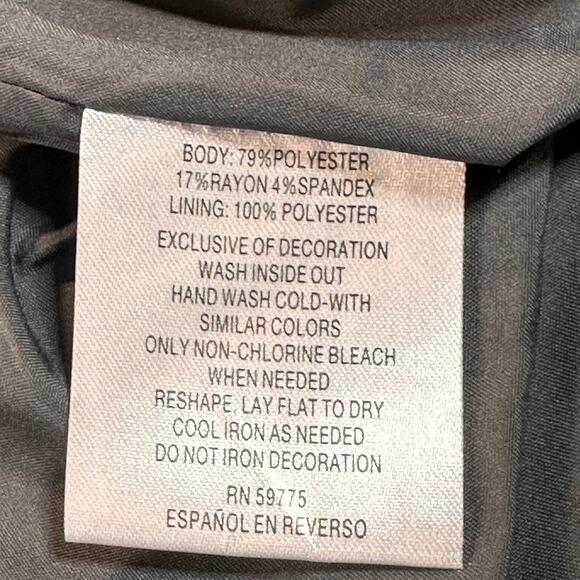 BODY: 79%POLYESTER
17%RAYON 4%SPANDEX
LINING: 100% POLYESTER
EXCLUSIVE OF DECORATION
WASH INSIDE OUT
HAND WASH COLD-WITH
SIMILAR COLORS
ONLY NON-CHLORINE BLEACH
WHEN NEEDED
RESHAPE, LAY FLAT TO DRY
COOL IRON AS NEEDED
DO NOT IRON DECORATION
RN 59775
ESPAÑOL EN REVERSO